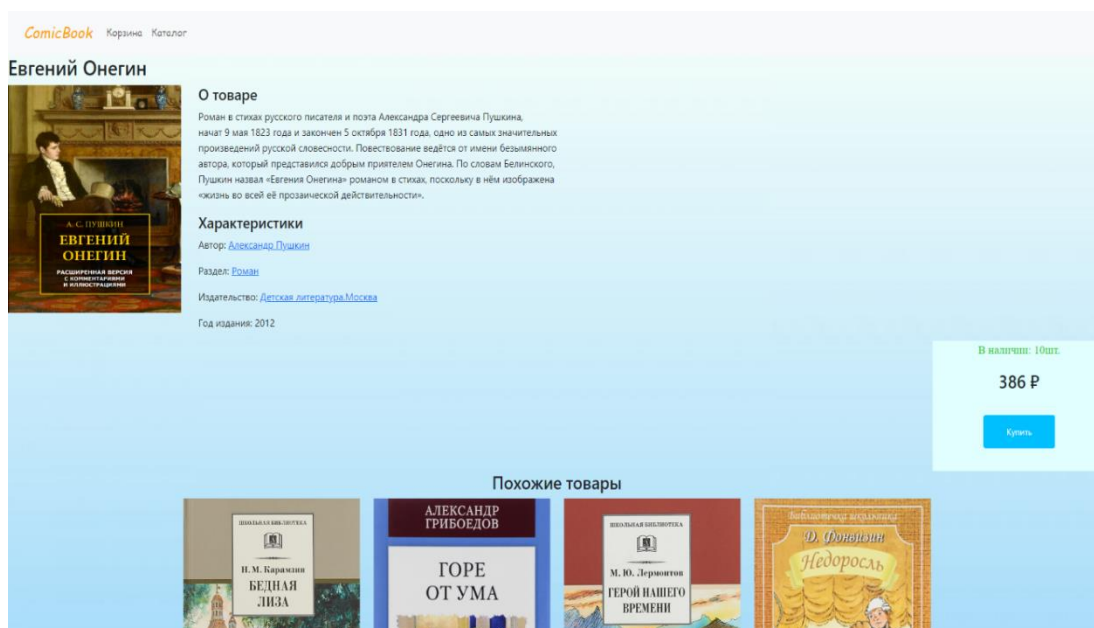 ComicBook Корзина Каталог
Евгений Онегин
А. С. ПУШКИН
ЕВГЕНИЙ
ОНЕГИН
РАСШИРЕННАЯ ВЕРСИЯ
С КОММЕНТАРИЯМИ
И ИЛЛЮСТРАЦИЯМИ
О товаре
Роман в стихах русского писателя и поэта Александра Сергеевича Пушкина,
начат 9 мая 1823 года и закончен 5 октября 1831 года, одно из самых значительных
произведений русской словесности. Повествование ведётся от имени безымянного
автора, который представился добрым приятелем Онегина. По словам Белинского,
Пушкин назвал «Евгения Онегина» романом в стихах, поскольку в нём изображена
«жизнь во всей её прозаической действительности».
Характеристики
Автор: Александр Пушкин
Раздел: Роман
Издательство: Детская литература.Москва
Год издания: 2012
В наличии: 10шт.
386 ₽
Купить
Похожие товары
ШКОЛЬНАЯ БИБЛИОТЕКА
Н. М. Карамзин
БЕДНАЯ
ЛИЗА
АЛЕКСАНДР
ГРИБОЕДОВ
ГОРЕ
ОТ УМА
ШКОЛЬНАЯ БИБЛИОТЕКА
М. Ю. Лермонтов
ГЕРОЙ НАШЕГО
ВРЕМЕНИ
Библиотечка школьника
Д. Фонвизин
Недоросль